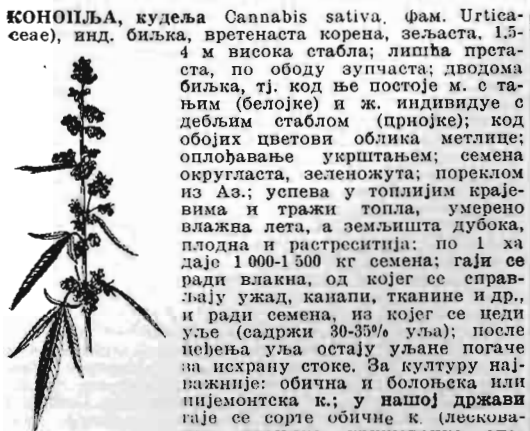 КОНОПЉА, кудеља Cannabis sativa. Фам. Urtica-
ceae), инд. биљка, вретенаста корена, зељаста, 1.5-
4 м висока стабла; лишћа прста-
ста, по ободу зупчаста; дводома
биљка, тј. код ње постоје м. с та-
њим (белојке) и ж. индивидуе с
дебљим стаблом (црнојке); код
обојих цветови облика метлице;
оплођавање укрштањем; семена
округласта, зеленожута; пореклом
из Аз.; успева у топлијим краје-
вима и тражи топла, умерено
влажна лета, а земљишта дубока,
плодна и растреситија; по 1 ха
даје 1 000-1 500 кг семена; гаји се
ради влакна, од којег се справ-
љају ужад, канапи, тканине и др.,
и ради семена, из којег се цеди
уље (садржи 30-35% уља); после
цеђења уља остају уљане погаче
за исхрану стоке. За културу нај-
важније: обична и болоњска или
пијемонтска к.; у нашој држави
гаје се сорте обичне к. (лескова-